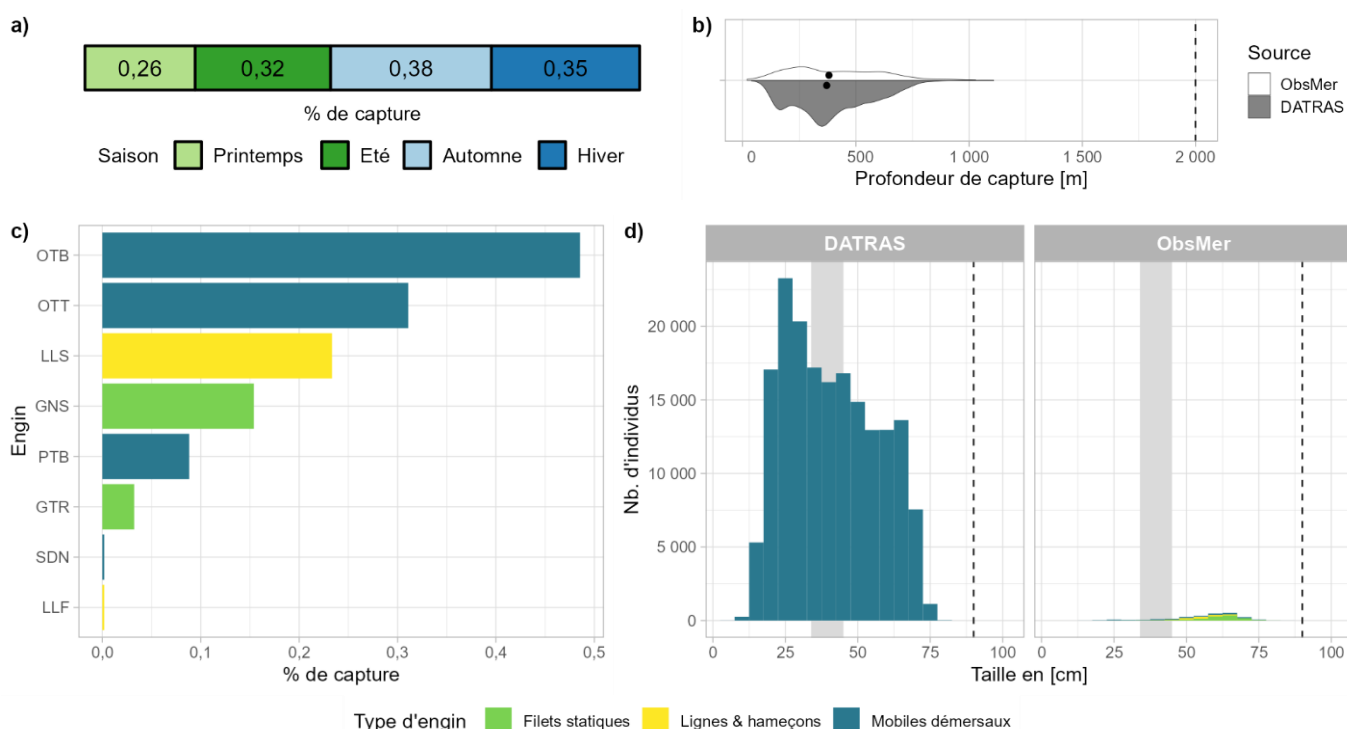 a)
0,26 0,32 0,38 0,35
% de capture
Saison Printemps Eté Automne Hiver
b)
0 500 1 000 1 500 2 000
Profondeur de capture [m]
Source
ObsMer
DATRAS
c)
Engin
OTB
OTT
LLS
GNS
PTB
GTR
SDN
LLF
0,0 0,1 0,2 0,3 0,4 0,5
% de capture
d)
DATRAS ObsMer
Nb. d'individus
20 000
15 000
10 000
5 000
0
0 25 50 75 100 0 25 50 75 100
Taille en [cm]
Type d'engin Filets statiques Lignes & hameçons Mobiles démersaux